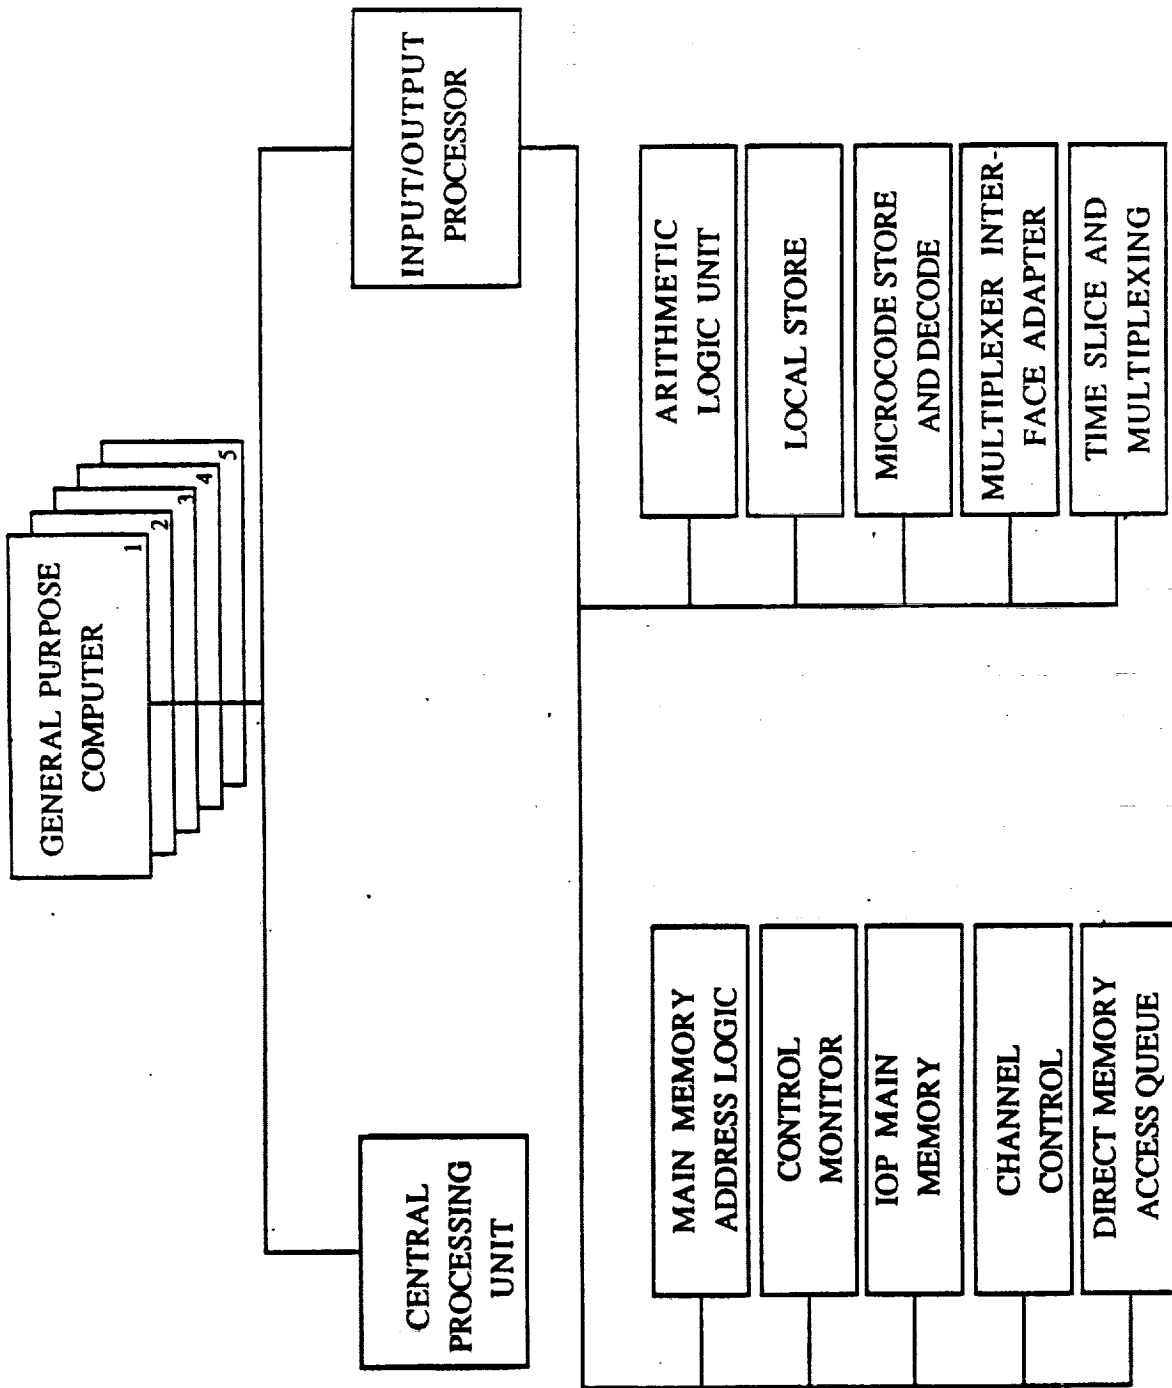 GENERAL PURPOSE
COMPUTER
1
2
3
4
5
CENTRAL
PROCESSING
UNIT
INPUT/OUTPUT
PROCESSOR
MAIN MEMORY
ADDRESS LOGIC
CONTROL
MONITOR
IOP MAIN
MEMORY
CHANNEL
CONTROL
DIRECT MEMORY
ACCESS QUEUE
ARITHMETIC
LOGIC UNIT
LOCAL STORE
MICROCODE STORE
AND DECODE
MULTIPLEXER INTER-
FACE ADAPTER
TIME SLICE AND
MULTIPLEXING